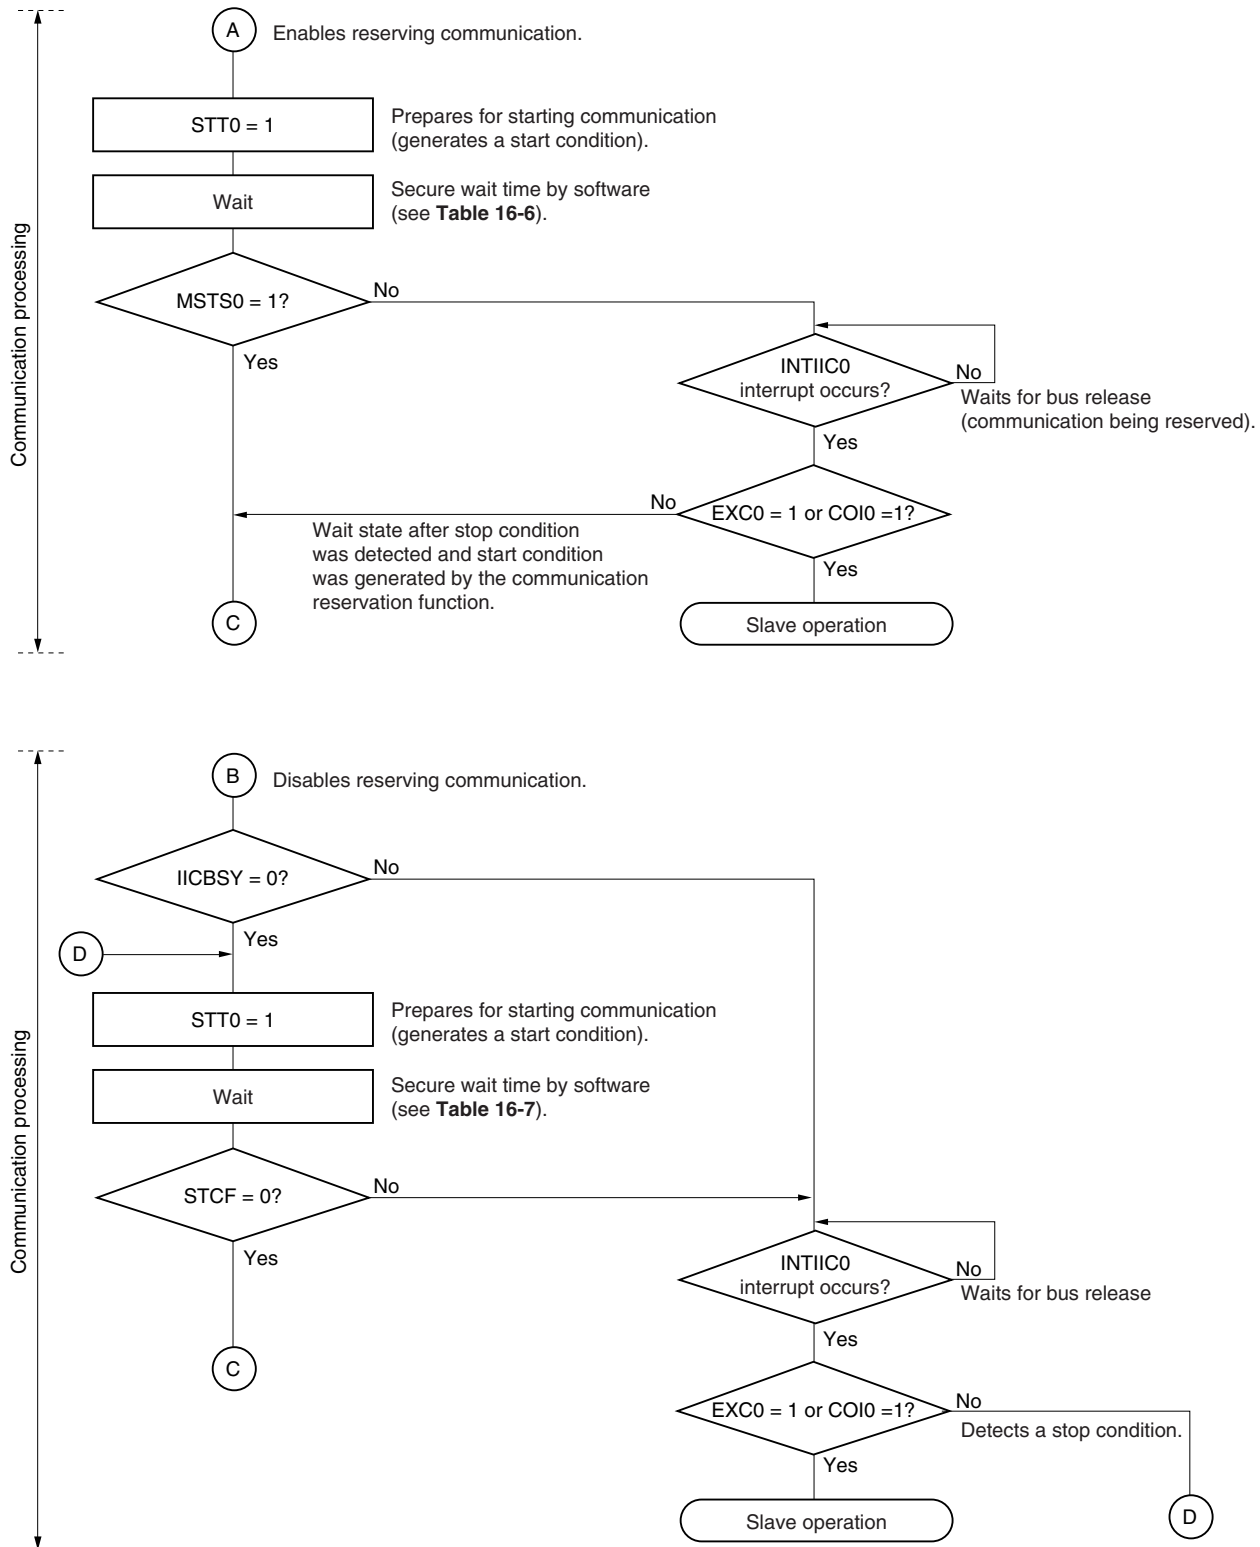 A
Enables reserving communication.
STT0 = 1
Prepares for starting communication
(generates a start condition).
Wait
Secure wait time by software
(see Table 16-6).
Communication processing
MSTS0 = 1?
No
Yes
INTIIC0
interrupt occurs?
No
Waits for bus release
(communication being reserved).
Yes
EXC0 = 1 or COI0 =1?
No
Wait state after stop condition
was detected and start condition
was generated by the communication
reservation function.
Yes
C
Slave operation
B
Disables reserving communication.
IICBSY = 0?
No
Yes
D
STT0 = 1
Prepares for starting communication
(generates a start condition).
Wait
Secure wait time by software
(see Table 16-7).
Communication processing
STCF = 0?
No
Yes
INTIIC0
interrupt occurs?
No
Waits for bus release
Yes
C
EXC0 = 1 or COI0 =1?
No
Detects a stop condition.
Yes
Slave operation
D